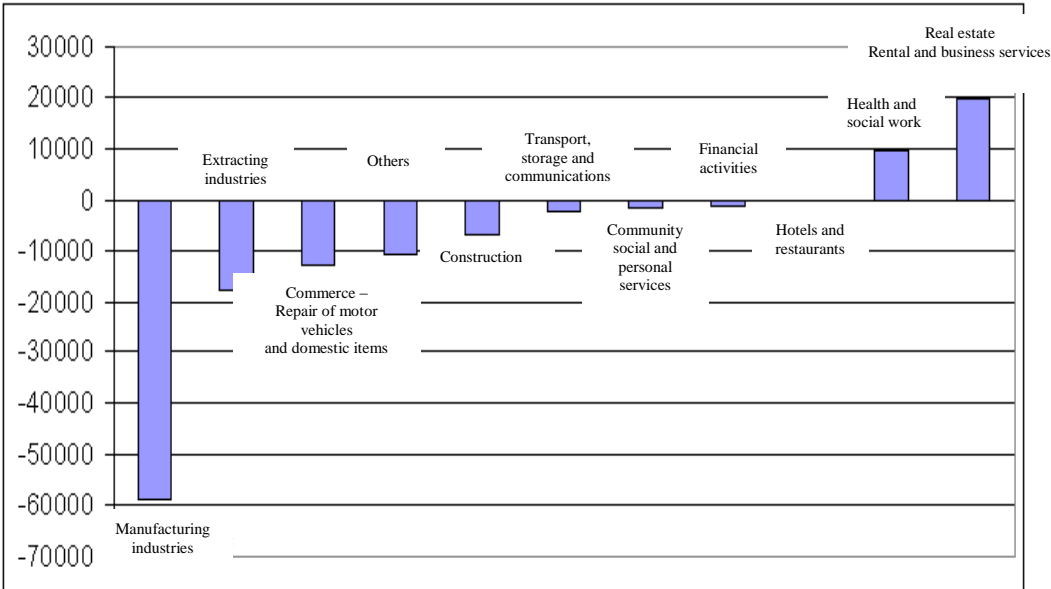 30000
20000
10000
0
-10000
-20000
-30000
-40000
-50000
-60000
-70000
Manufacturing
industries
Extracting
industries
Commerce –
Repair of motor
vehicles
and domestic items
Others
Construction
Transport,
storage and
communications
Community
social and
personal
services
Financial
activities
Hotels and
restaurants
Health and
social work
Real estate
Rental and business services